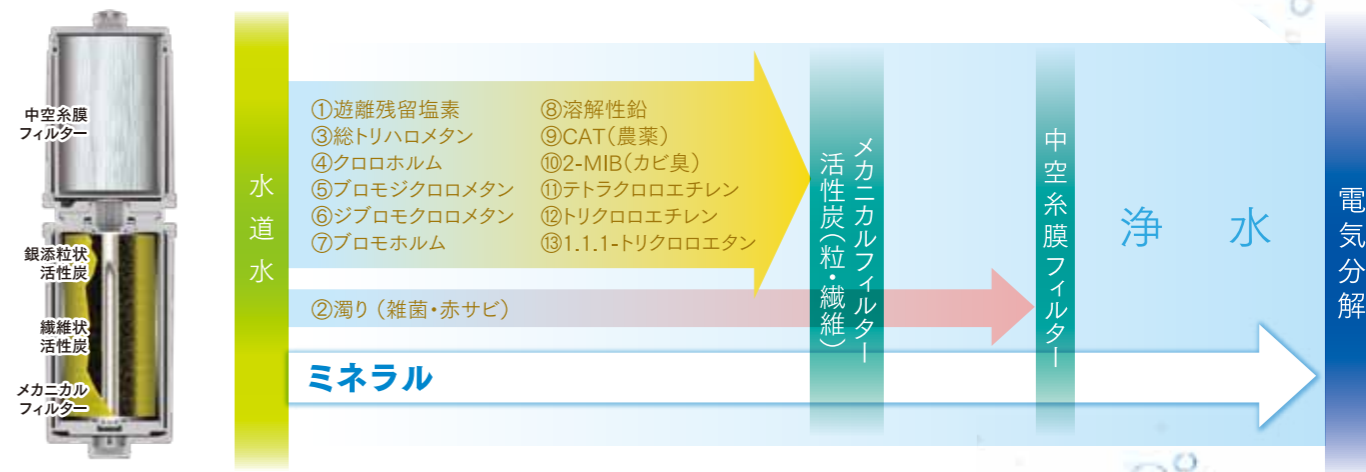 中空糸膜
フィルター
銀添粒状
活性炭
繊維状
活性炭
メカニカル
フィルター
水道水
①遊離残留塩素
③総トリハロメタン
④クロロホルム
⑤ブロモジクロロメタン
⑥ジブロモクロロメタン
⑦ブロモホルム
⑧溶解性鉛
⑨CAT(農薬)
⑩2-MIB(カビ臭)
⑪テトラクロロエチレン
⑫トリクロロエチレン
⑬1.1.1-トリクロロエタン
②濁り(雑菌・赤サビ)
ミネラル
メカニカルフィルター
活性炭(粒・繊維)
中空糸膜フィルター
浄 水
電気分解